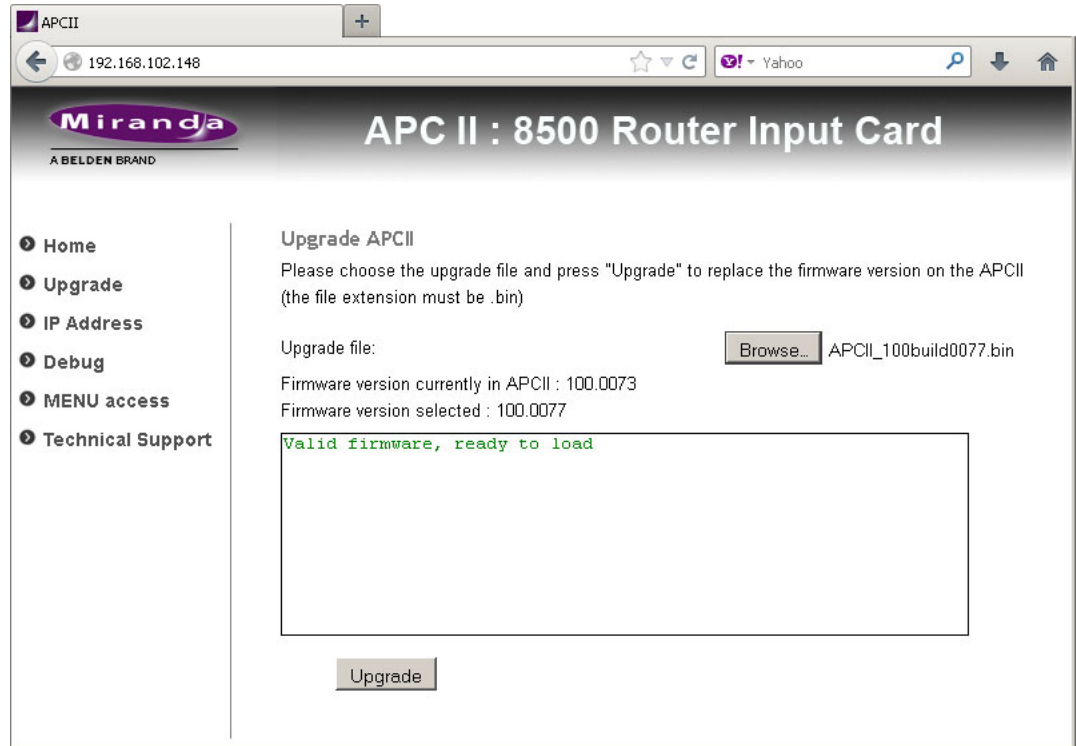 APCII
192.168.102.148
Yahoo
Miranda
A BELDEN BRAND
APC II : 8500 Router Input Card
Home
Upgrade
IP Address
Debug
MENU access
Technical Support
Upgrade APCII
Please choose the upgrade file and press "Upgrade" to replace the firmware version on the APCII
(the file extension must be .bin)
Upgrade file:
Browse... APCII_100build0077.bin
Firmware version currently in APCII : 100.0073
Firmware version selected : 100.0077
Valid firmware, ready to load
Upgrade